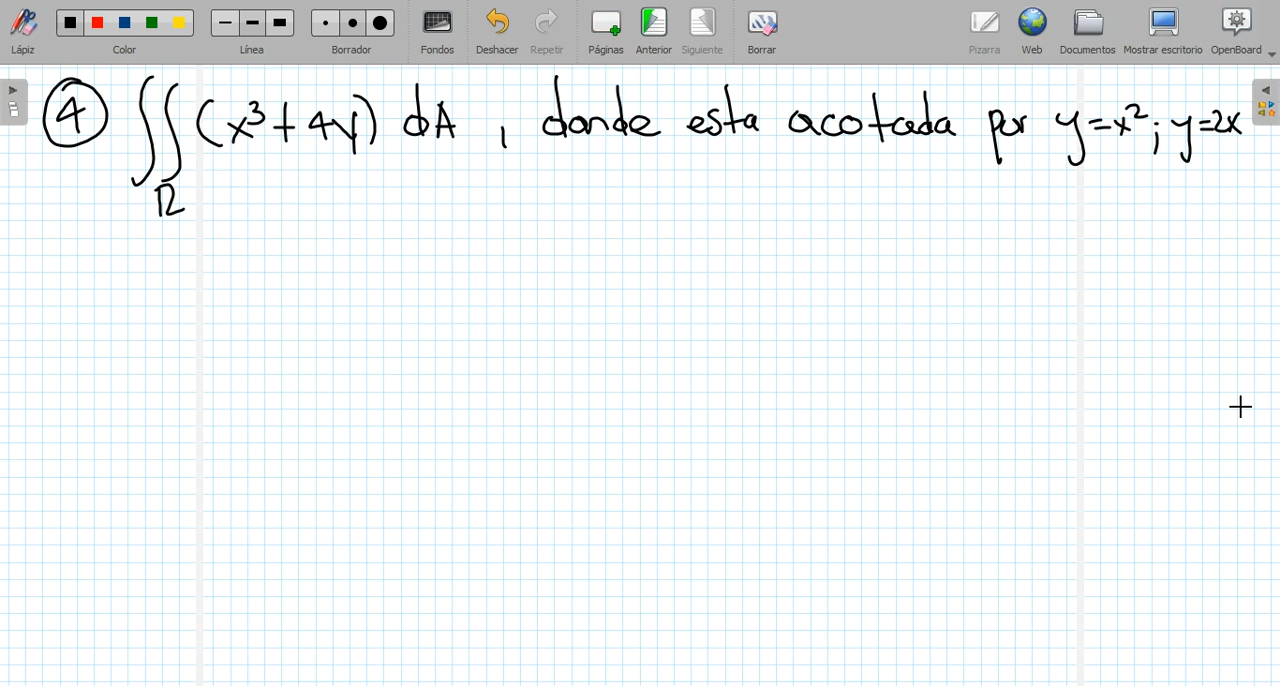 Lápiz Color Línea Borrador Fondos Deshacer Repetir Páginas Anterior Siguiente Borrar Pizarra Web Documentos Mostrar escritorio OpenBoard
④ ∬ (x³ + 4y) dA , donde esta acotada por y=x² ; y=2x
R